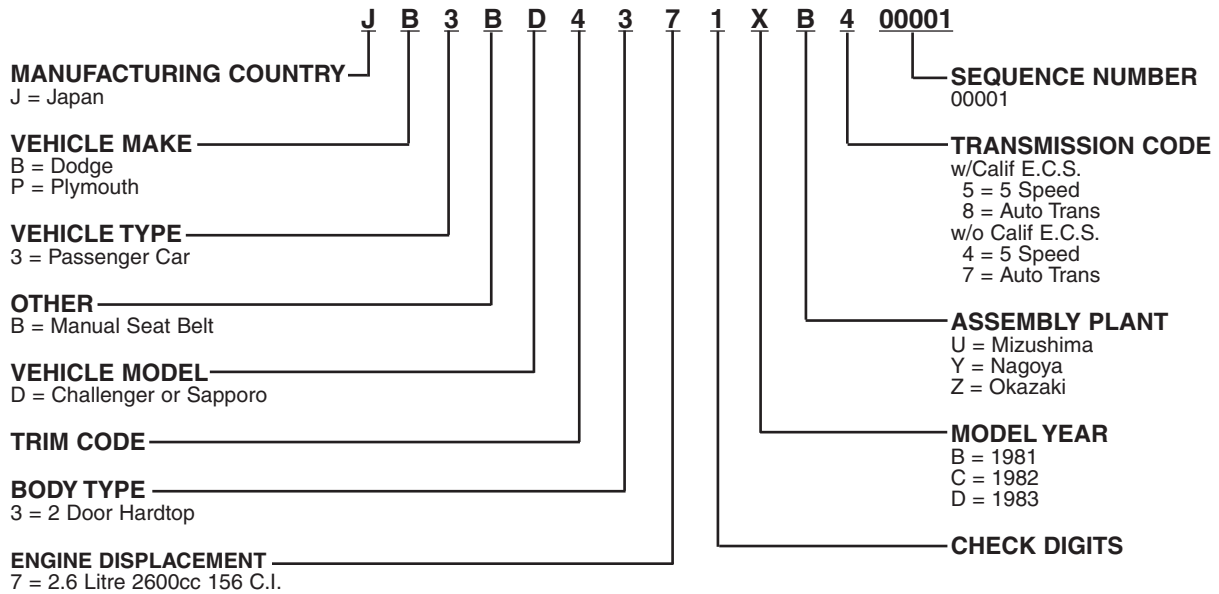 J B 3 B D 4 3 7 1 X B 4 00001
MANUFACTURING COUNTRY
J = Japan
VEHICLE MAKE
B = Dodge
P = Plymouth
VEHICLE TYPE
3 = Passenger Car
OTHER
B = Manual Seat Belt
VEHICLE MODEL
D = Challenger or Sapporo
TRIM CODE
BODY TYPE
3 = 2 Door Hardtop
ENGINE DISPLACEMENT
7 = 2.6 Litre 2600cc 156 C.I.
SEQUENCE NUMBER
00001
TRANSMISSION CODE
w/Calif E.C.S.
5 = 5 Speed
8 = Auto Trans
w/o Calif E.C.S.
4 = 5 Speed
7 = Auto Trans
ASSEMBLY PLANT
U = Mizushima
Y = Nagoya
Z = Okazaki
MODEL YEAR
B = 1981
C = 1982
D = 1983
CHECK DIGITS